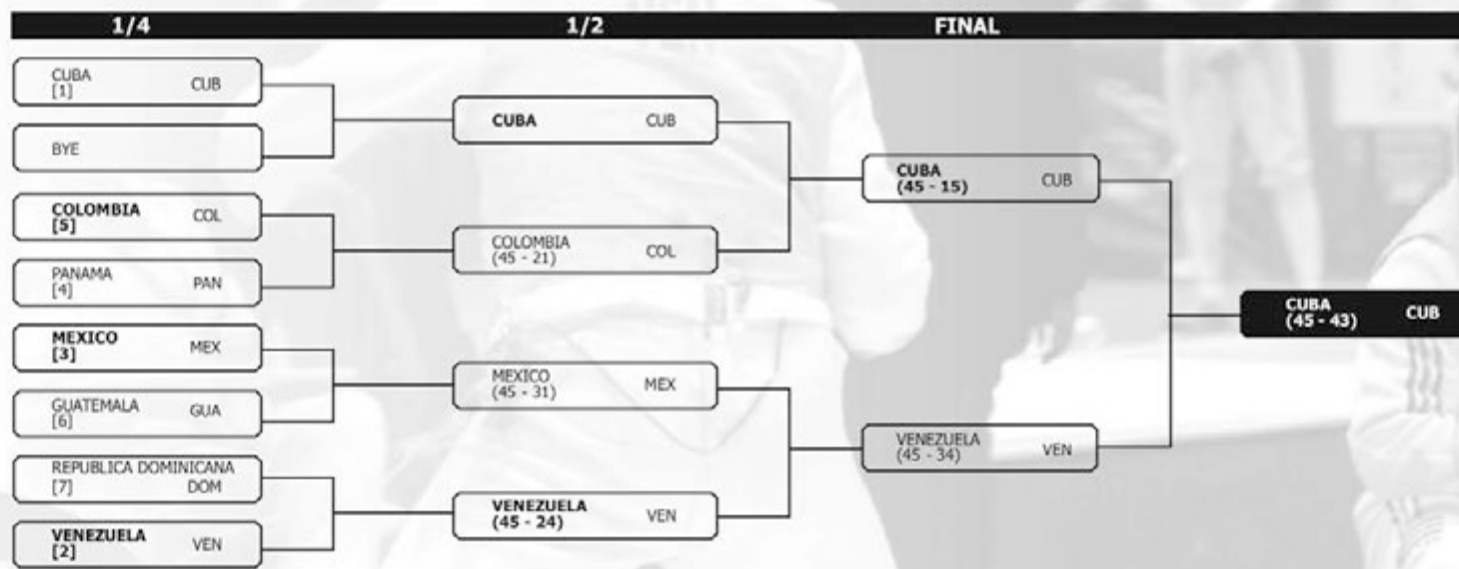 1/4 1/2 FINAL
CUBA CUB
[1]
BYE
COLOMBIA COL
[5]
PANAMA PAN
[4]
MEXICO MEX
[3]
GUATEMALA GUA
[6]
REPUBLICA DOMINICANA
[7] DOM
VENEZUELA VEN
[2]
CUBA CUB
COLOMBIA COL
(45 - 21)
MEXICO MEX
(45 - 31)
VENEZUELA VEN
(45 - 24)
CUBA CUB
(45 - 15)
VENEZUELA VEN
(45 - 34)
CUBA CUB
(45 - 43)